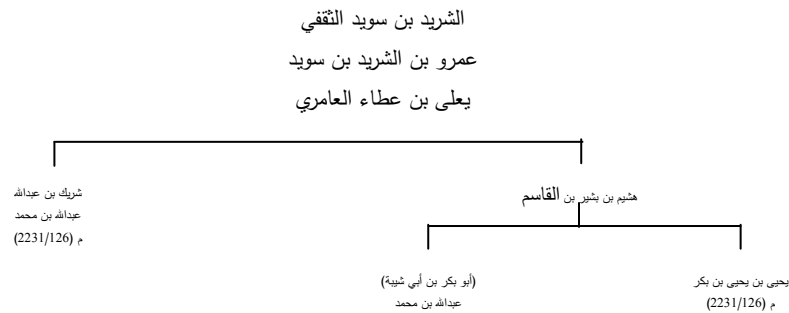 الشريد بن سويد الثقفي
عمرو بن الشريد بن سويد
يعلى بن عطاء العامري
هشيم بن بشير بن القاسم
شريك بن عبدالله
عبدالله بن محمد
م (2231/126)
يحيى بن يحيى بن بكر
م (2231/126)
(أبو بكر بن أبي شيبة)
عبدالله بن محمد